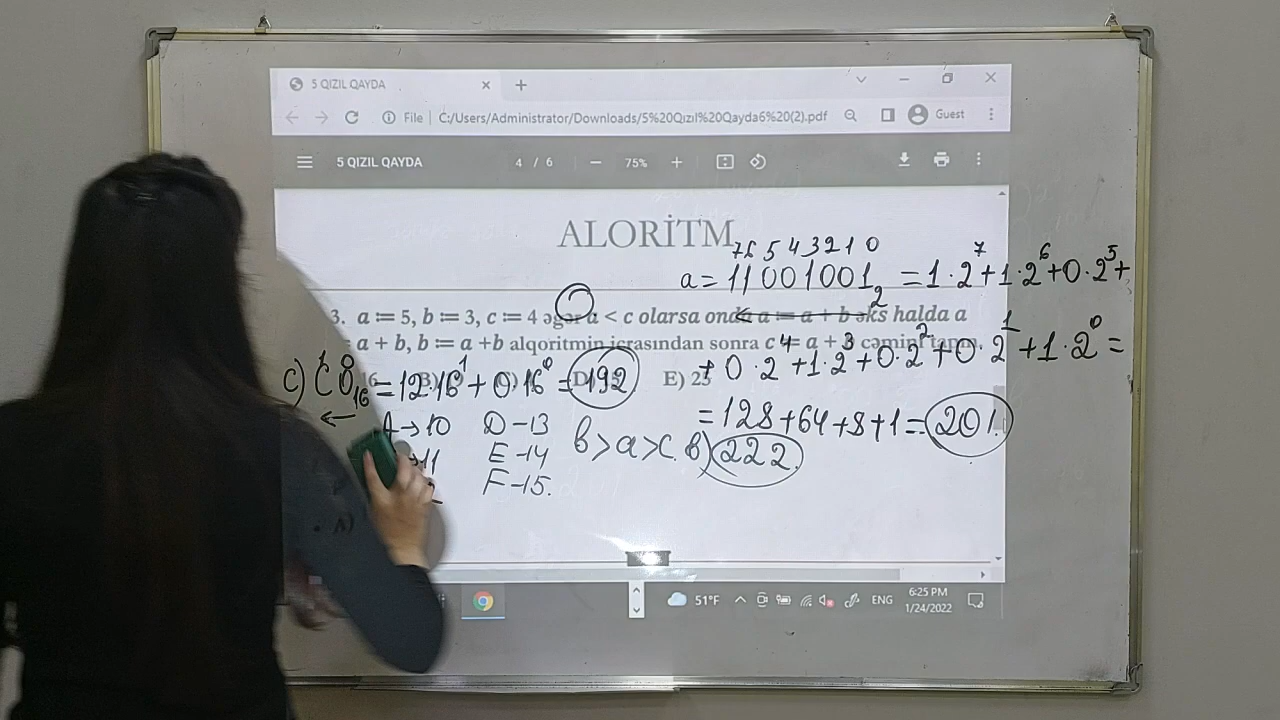 5 QIZIL QAYDA
File | C:/Users/Administrator/Downloads/5%20Qızıl%20Qayda6%20(2).pdf Guest
5 QIZIL QAYDA 4 / 6 75%
ALORİTM
7 6 5 4 3 2 1 0
a = 11001001₂ = 1·2⁷+1·2⁶+0·2⁵+
3. a ≔ 5, b ≔ 3, c ≔ 4 əgər a < c olarsa onda a ≔ a + b əks halda a
a + b, b ≔ a +b alqoritmin icrasından sonra c = a + cəmini tapın.
+ 0·2⁴+1·2³+0·2²+0·2¹+1·2⁰=
c) C0₁₆=12·16¹+0·16⁰=192 E) 25
=128+64+8+1=201.
A→10 D-13
b>a>c. b) 222.
11 E-14
F-15.
A)
51°F ENG 6:25 PM
1/24/2022